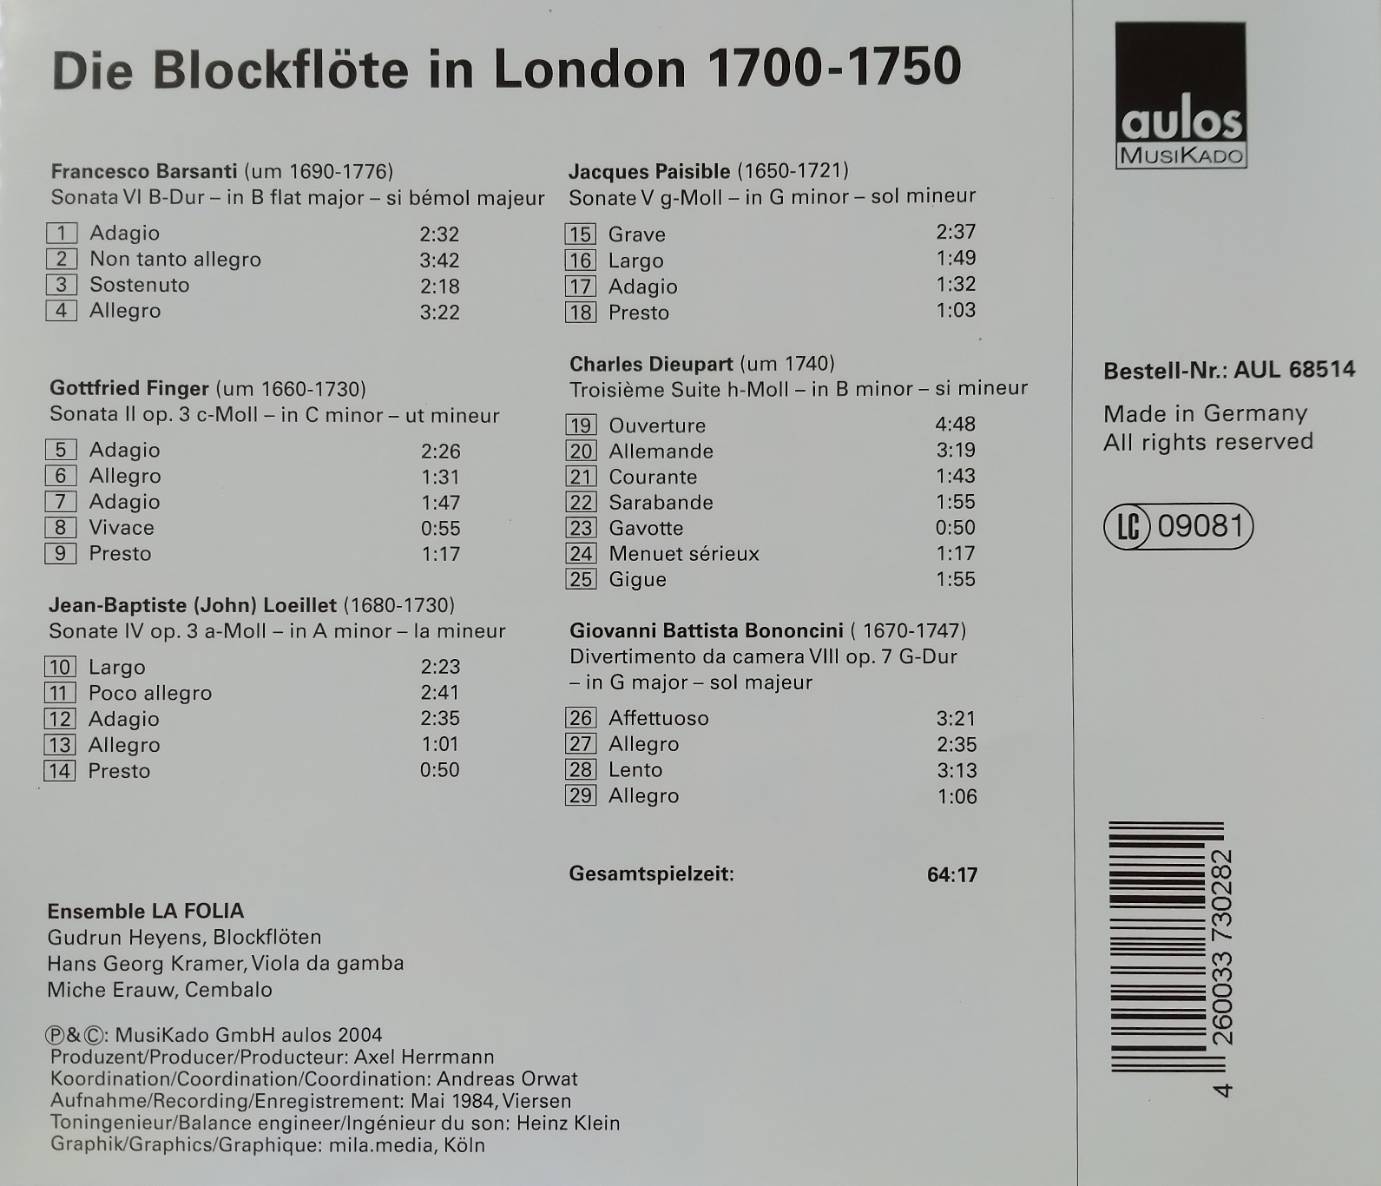 Die Blockflöte in London 1700-1750
Francesco Barsanti (um 1690-1776)
Sonata VI B-Dur – in B flat major – si bémol majeur
1 Adagio 2:32
2 Non tanto allegro 3:42
3 Sostenuto 2:18
4 Allegro 3:22
Gottfried Finger (um 1660-1730)
Sonata II op. 3 c-Moll – in C minor – ut mineur
5 Adagio 2:26
6 Allegro 1:31
7 Adagio 1:47
8 Vivace 0:55
9 Presto 1:17
Jean-Baptiste (John) Loeillet (1680-1730)
Sonate IV op. 3 a-Moll – in A minor – la mineur
10 Largo 2:23
11 Poco allegro 2:41
12 Adagio 2:35
13 Allegro 1:01
14 Presto 0:50
Jacques Paisible (1650-1721)
Sonate V g-Moll – in G minor – sol mineur
15 Grave 2:37
16 Largo 1:49
17 Adagio 1:32
18 Presto 1:03
Charles Dieupart (um 1740)
Troisième Suite h-Moll – in B minor – si mineur
19 Ouverture 4:48
20 Allemande 3:19
21 Courante 1:43
22 Sarabande 1:55
23 Gavotte 0:50
24 Menuet sérieux 1:17
25 Gigue 1:55
Giovanni Battista Bononcini ( 1670-1747)
Divertimento da camera VIII op. 7 G-Dur
– in G major – sol majeur
26 Affettuoso 3:21
27 Allegro 2:35
28 Lento 3:13
29 Allegro 1:06
Gesamtspielzeit: 64:17
Ensemble LA FOLIA
Gudrun Heyens, Blockflöten
Hans Georg Kramer, Viola da gamba
Miche Erauw, Cembalo
Ⓟ&Ⓒ: MusiKado GmbH aulos 2004
Produzent/Producer/Producteur: Axel Herrmann
Koordination/Coordination/Coordination: Andreas Orwat
Aufnahme/Recording/Enregistrement: Mai 1984, Viersen
Toningenieur/Balance engineer/Ingénieur du son: Heinz Klein
Graphik/Graphics/Graphique: mila.media, Köln
aulos
MUSIKADO
Bestell-Nr.: AUL 68514
Made in Germany
All rights reserved
LC 09081
4 260033 730282